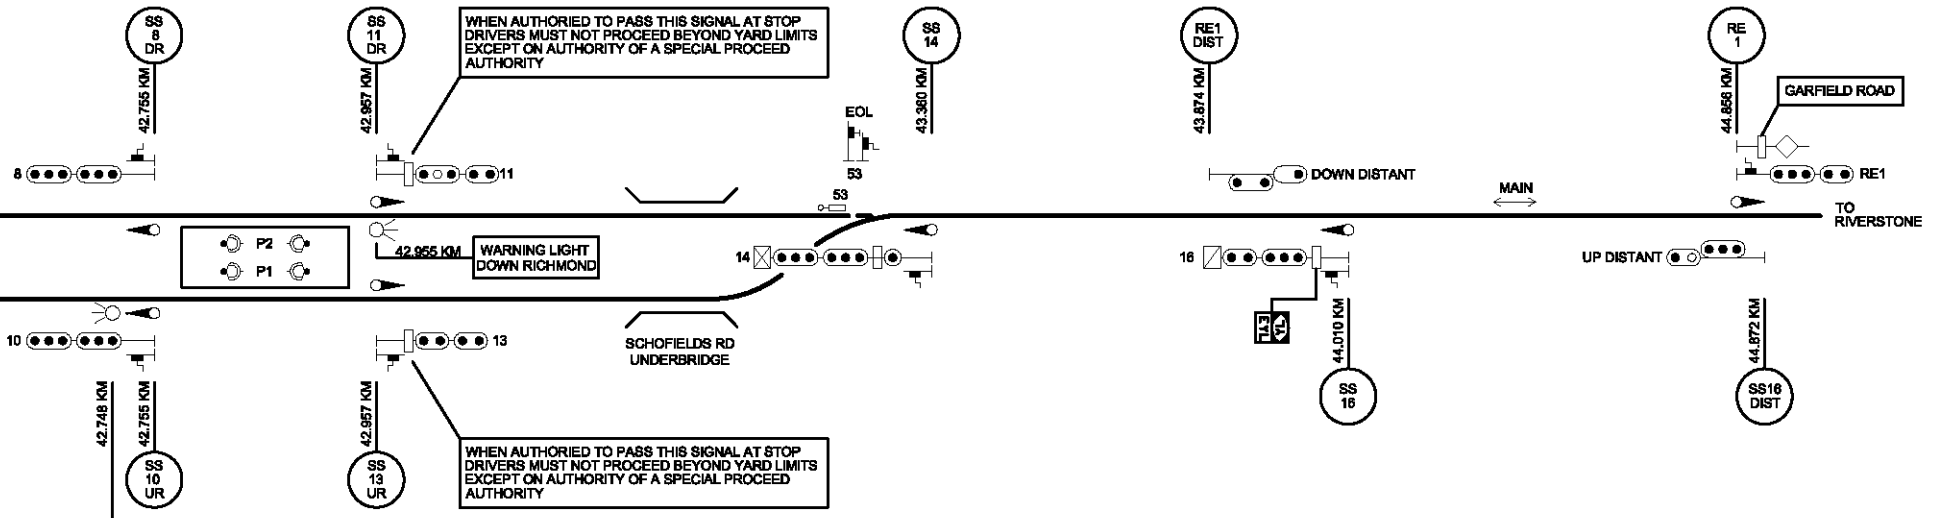 SS
8
DR
42.755 KM
SS
11
DR
42.957 KM
WHEN AUTHORIED TO PASS THIS SIGNAL AT STOP
DRIVERS MUST NOT PROCEED BEYOND YARD LIMITS
EXCEPT ON AUTHORITY OF A SPECIAL PROCEED
AUTHORITY
SS
14
43.360 KM
RE1
DIST
43.874 KM
RE
1
44.856 KM
GARFIELD ROAD
EOL
53
8
11
DOWN DISTANT
RE1
53
MAIN
TO
RIVERSTONE
P2
P1
42.955 KM
WARNING LIGHT
DOWN RICHMOND
14
16
UP DISTANT
YL
EYL
10
13
SCHOFIELDS RD
UNDERBRIDGE
44.010 KM
SS
16
44.872 KM
SS16
DIST
42.748 KM
42.755 KM
SS
10
UR
42.957 KM
SS
13
UR
WHEN AUTHORIED TO PASS THIS SIGNAL AT STOP
DRIVERS MUST NOT PROCEED BEYOND YARD LIMITS
EXCEPT ON AUTHORITY OF A SPECIAL PROCEED
AUTHORITY